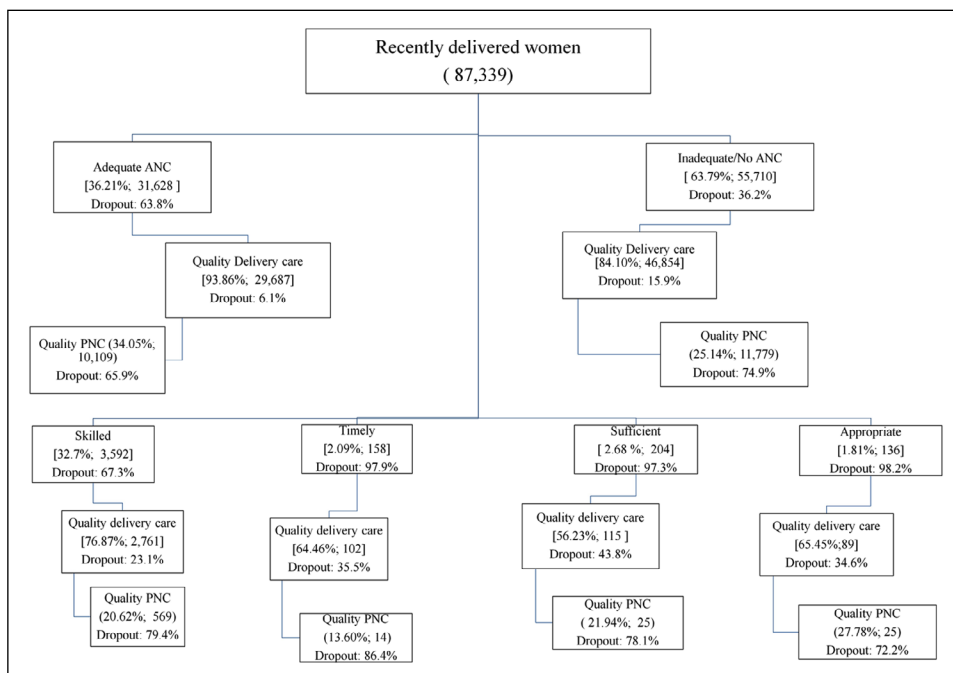 Recently delivered women
( 87,339)
Adequate ANC
[36.21%; 31,628 ]
Dropout: 63.8%
Inadequate/No ANC
[ 63.79%; 55,710]
Dropout: 36.2%
Quality Delivery care
[93.86%; 29,687]
Dropout: 6.1%
Quality Delivery care
[84.10%; 46,854]
Dropout: 15.9%
Quality PNC (34.05%;
10,109)
Dropout: 65.9%
Quality PNC
(25.14%; 11,779)
Dropout: 74.9%
Skilled
[32.7%; 3,592]
Dropout: 67.3%
Timely
[2.09%; 158]
Dropout: 97.9%
Sufficient
[ 2.68 %; 204]
Dropout: 97.3%
Appropriate
[1.81%; 136]
Dropout: 98.2%
Quality delivery care
[76.87%; 2,761]
Dropout: 23.1%
Quality delivery care
[64.46%; 102]
Dropout: 35.5%
Quality delivery care
[56.23%; 115 ]
Dropout: 43.8%
Quality delivery care
[65.45%;89]
Dropout: 34.6%
Quality PNC
(20.62%; 569)
Dropout: 79.4%
Quality PNC
(13.60%; 14)
Dropout: 86.4%
Quality PNC
( 21.94%; 25)
Dropout: 78.1%
Quality PNC
(27.78%; 25)
Dropout: 72.2%